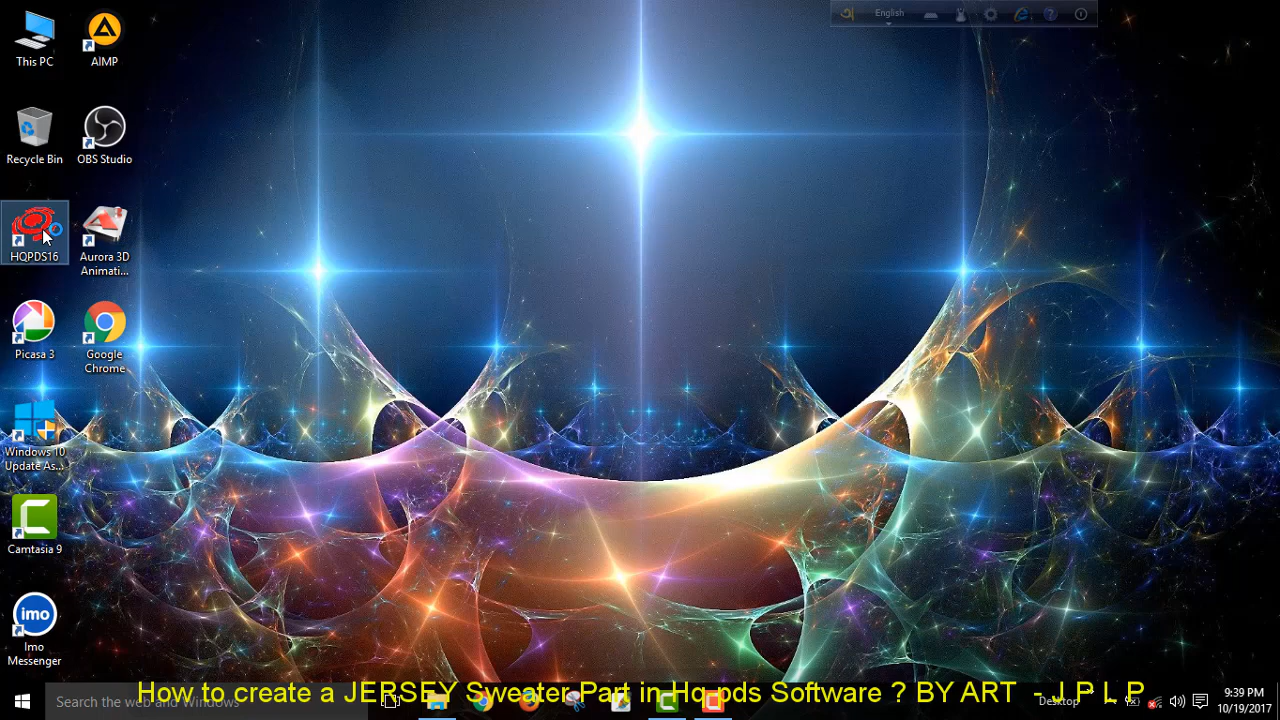 English
This PC
AIMP
Recycle Bin
OBS Studio
HQPDS16
Aurora 3D
Animati...
Picasa 3
Google
Chrome
Windows 10
Update As...
Camtasia 9
imo
Imo
Messenger
Search the web and Windows
How to create a JERSEY Sweater Part in Hq pds Software ? BY ART - J P L P
Desktop
9:39 PM
10/19/2017